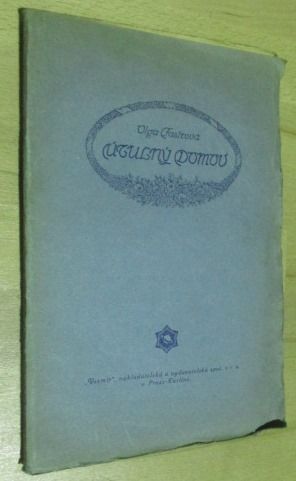 Olga Fastrová
ÚTULNÝ DOMOV
„Vesmír“, nakladatelská a vydavatelská spol. s r. o.
v Praze-Karlíně.